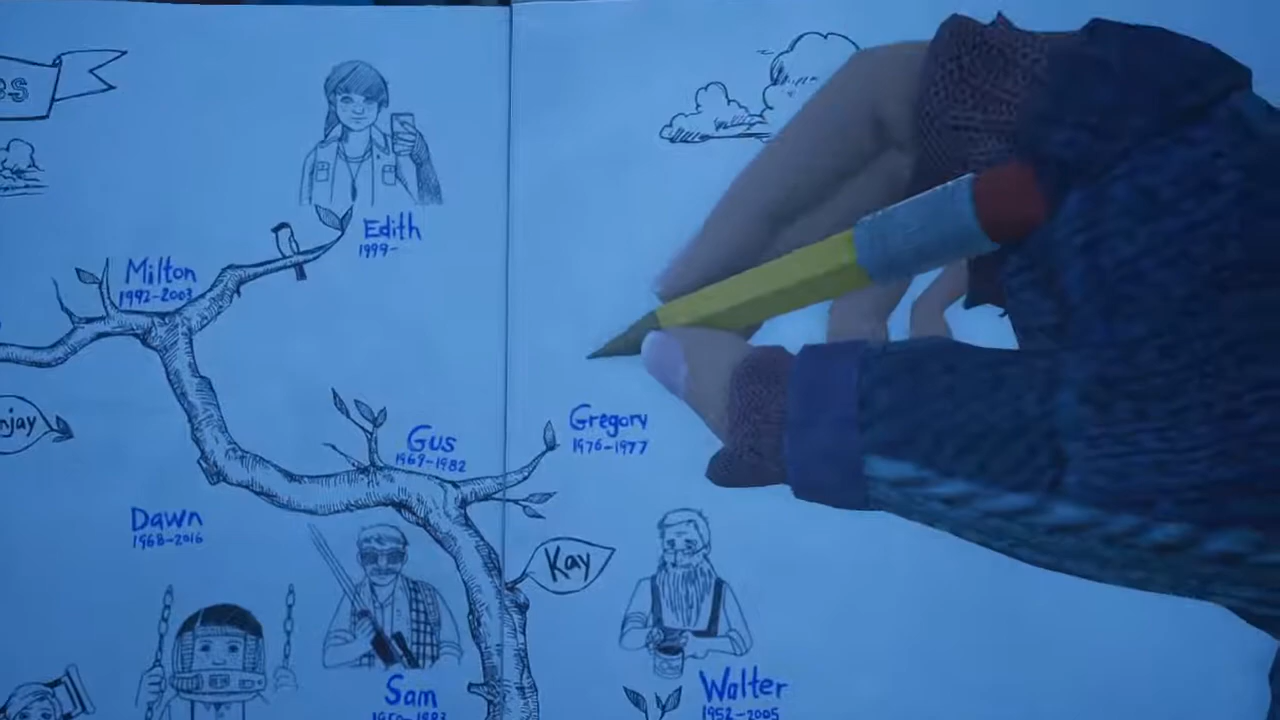 Edith
1999-
Milton
1992-2003
Gregory
1976-1977
Gus
1969-1982
Dawn
1968-2016
Kay
Sam
Walter
1952-2005